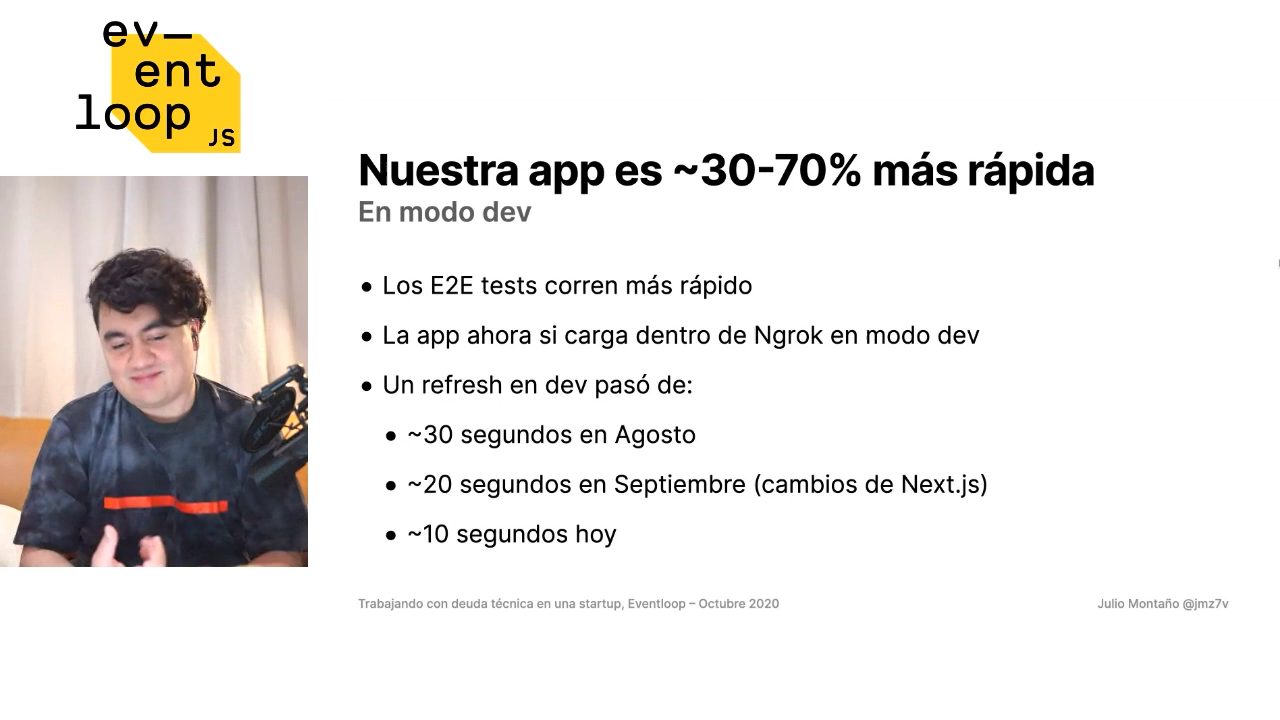 ev—
ent
loop JS
Nuestra app es ~30-70% más rápida
En modo dev
• Los E2E tests corren más rápido
• La app ahora si carga dentro de Ngrok en modo dev
• Un refresh en dev pasó de:
• ~30 segundos en Agosto
• ~20 segundos en Septiembre (cambios de Next.js)
• ~10 segundos hoy
Trabajando con deuda técnica en una startup, Eventloop – Octubre 2020
Julio Montaño @jmz7v